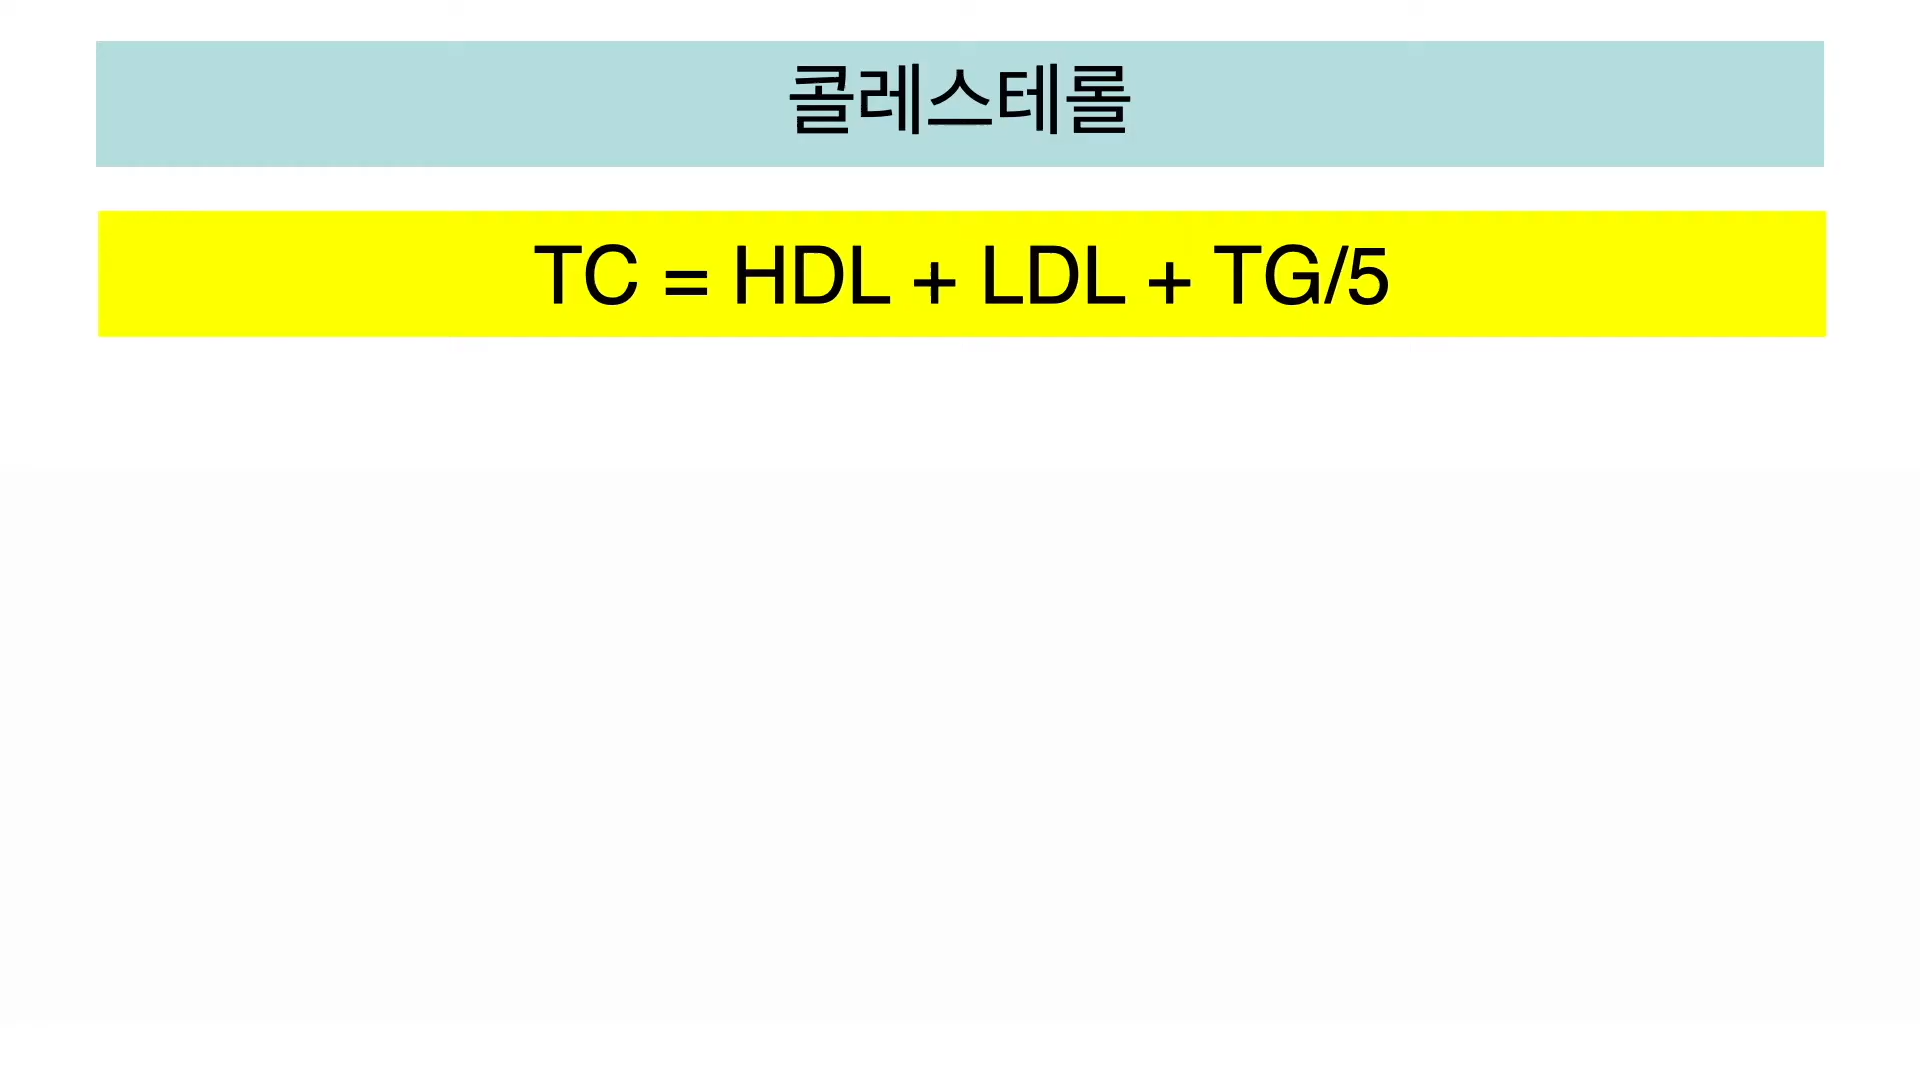 콜레스테롤
TC = HDL + LDL + TG/5